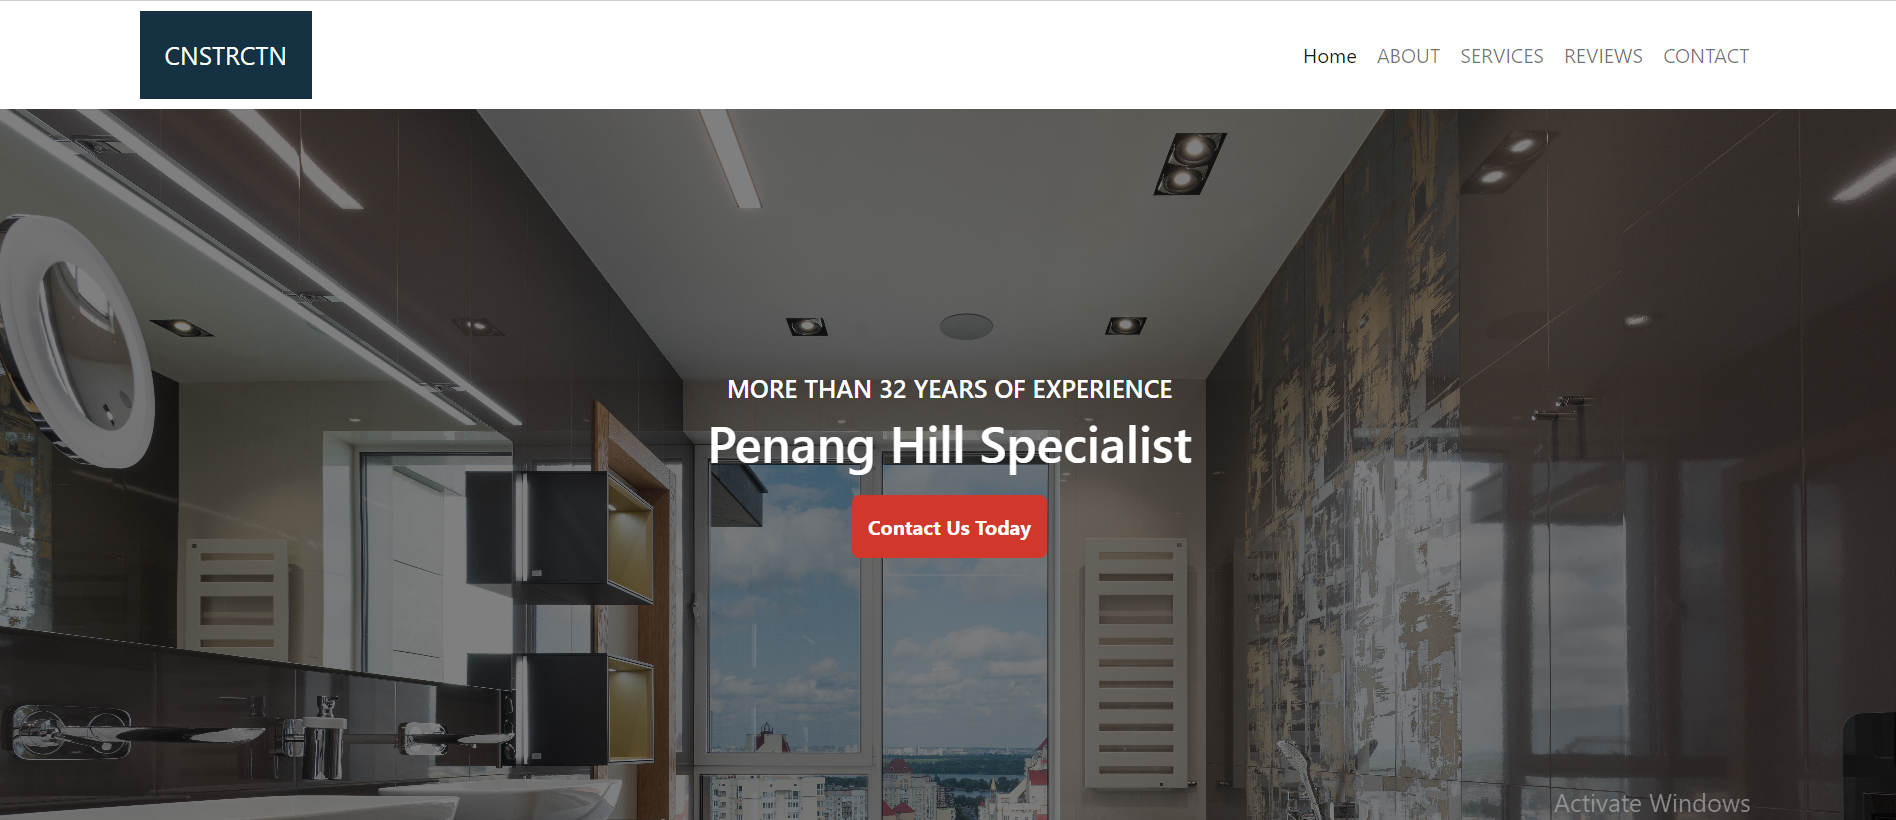 CNSTRCTN
Home ABOUT SERVICES REVIEWS CONTACT
MORE THAN 32 YEARS OF EXPERIENCE
Penang Hill Specialist
Contact Us Today
Activate Windows